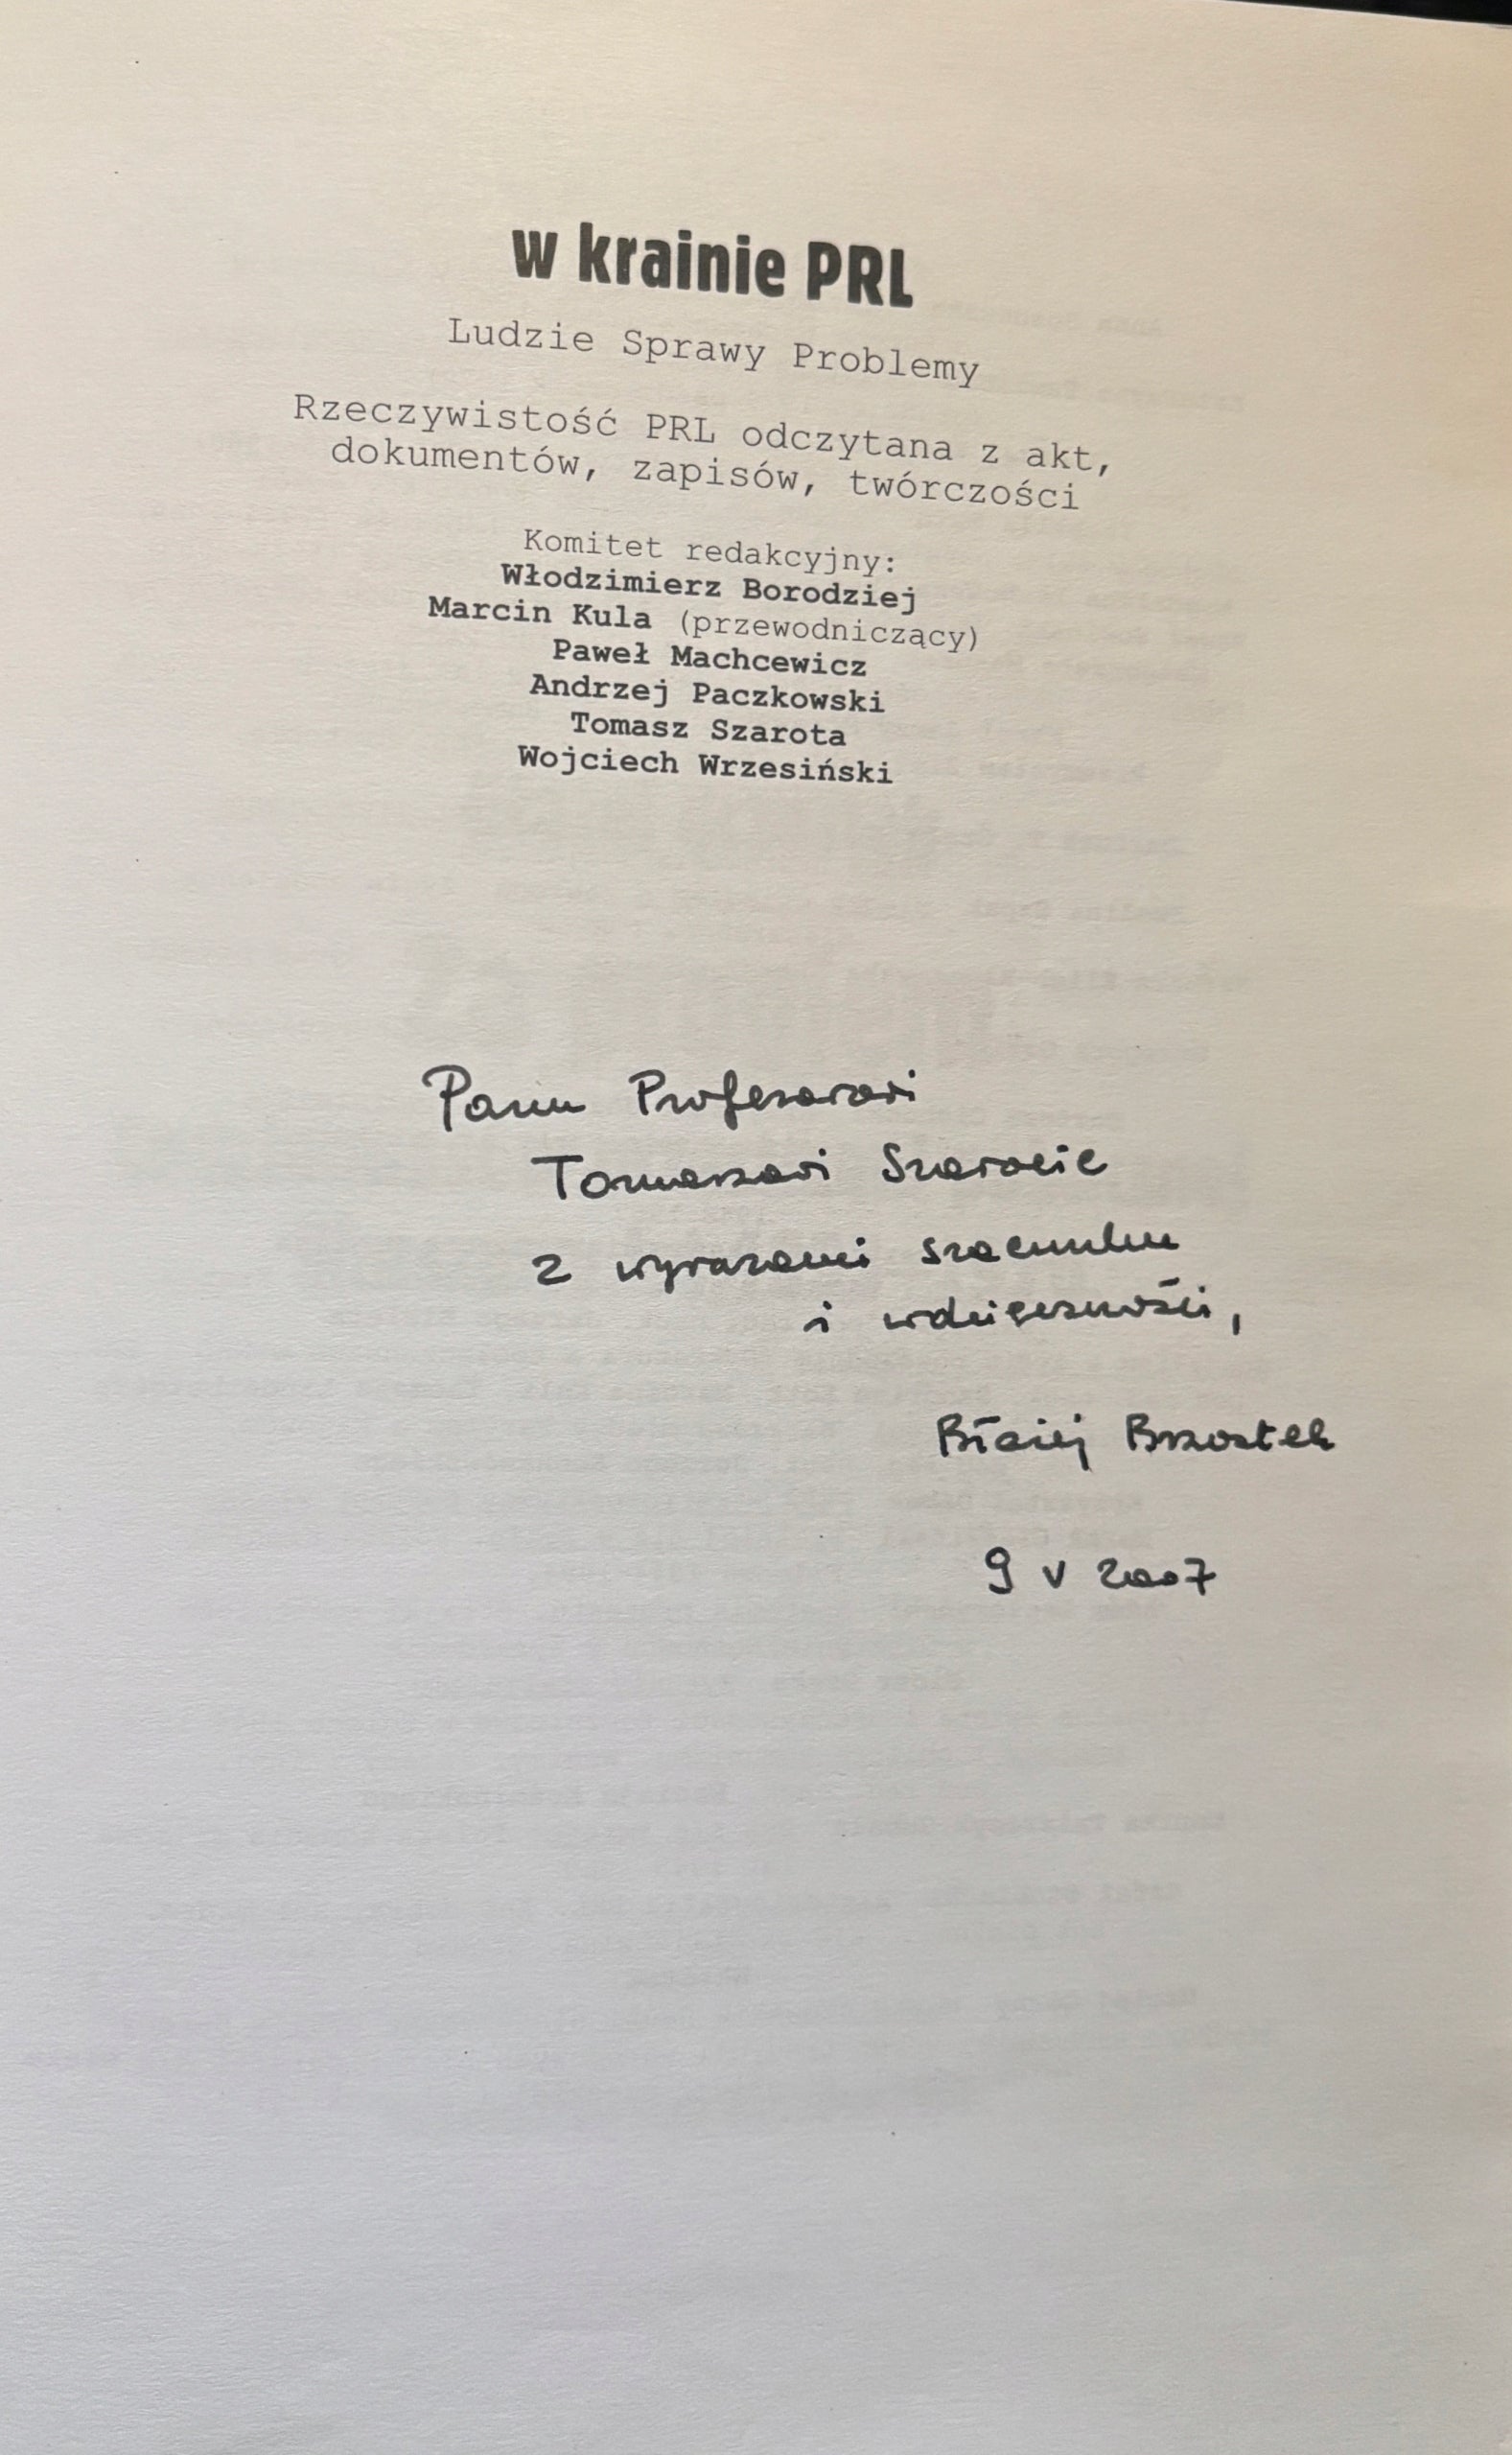 w krainie PRL
Ludzie Sprawy Problemy
Rzeczywistość PRL odczytana z akt,
dokumentów, zapisów, twórczości
Komitet redakcyjny:
Włodzimierz Borodziej
Marcin Kula (przewodniczący)
Paweł Machcewicz
Andrzej Paczkowski
Tomasz Szarota
Wojciech Wrzesiński
Panu Profesorowi
Tomaszowi Szarocie
z wyrazami szacunku
i wdzięczności,
Błażej Brzostek
9 V 2007